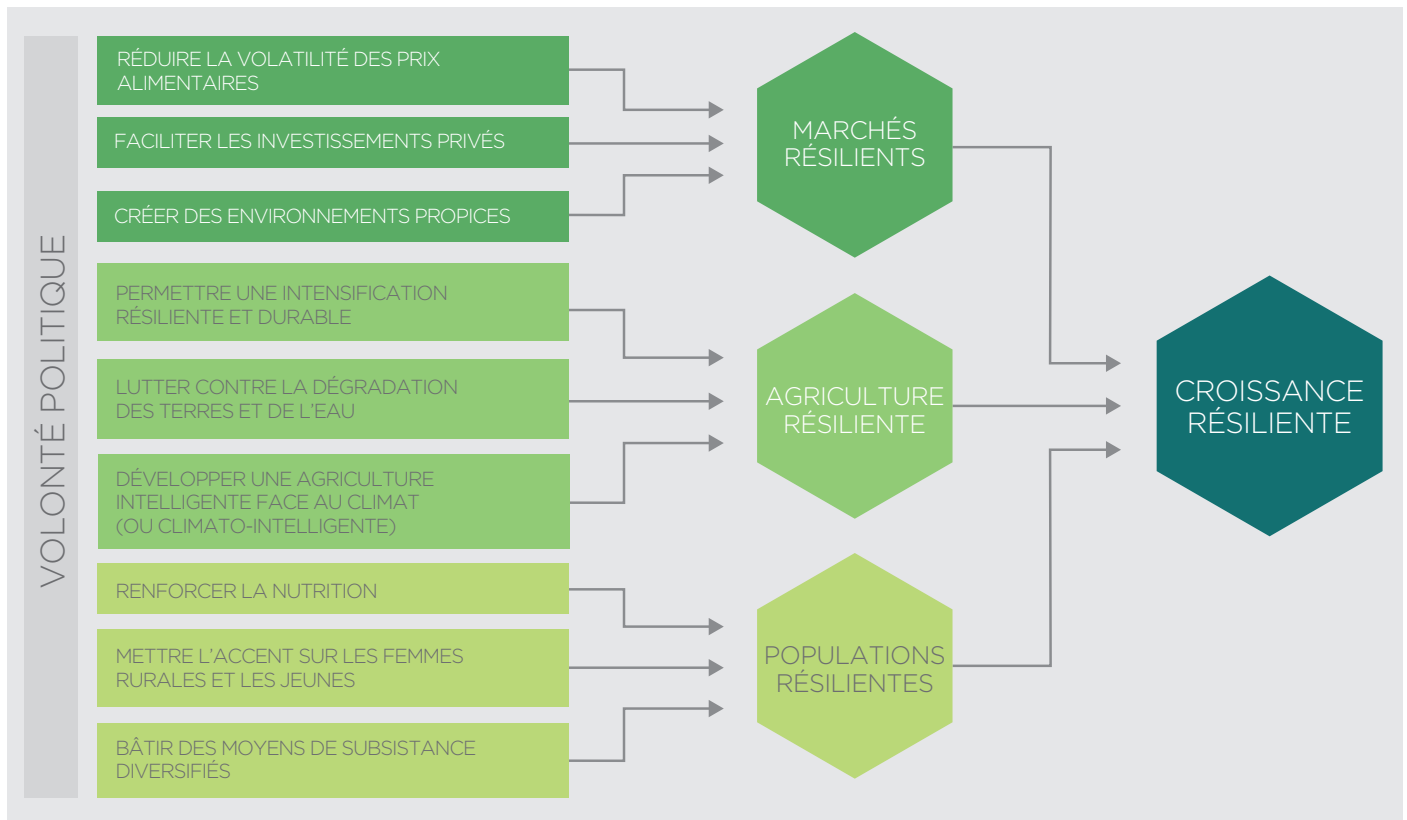 VOLONTÉ POLITIQUE
RÉDUIRE LA VOLATILITÉ DES PRIX
ALIMENTAIRES
FACILITER LES INVESTISSEMENTS PRIVÉS
CRÉER DES ENVIRONNEMENTS PROPICES
PERMETTRE UNE INTENSIFICATION
RÉSILIENTE ET DURABLE
LUTTER CONTRE LA DÉGRADATION
DES TERRES ET DE L’EAU
DÉVELOPPER UNE AGRICULTURE
INTELLIGENTE FACE AU CLIMAT
(OU CLIMATO-INTELLIGENTE)
RENFORCER LA NUTRITION
METTRE L’ACCENT SUR LES FEMMES
RURALES ET LES JEUNES
BÂTIR DES MOYENS DE SUBSISTANCE
DIVERSIFIÉS
MARCHÉS
RÉSILIENTS
AGRICULTURE
RÉSILIENTE
POPULATIONS
RÉSILIENTES
CROISSANCE
RÉSILIENTE